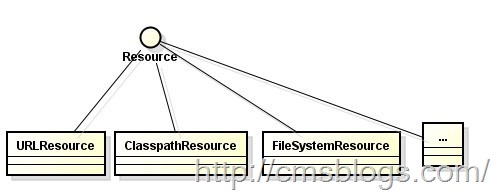 Resource
URLResource
ClasspathResource
FileSystemResource
...
http://cmsblogs.com/